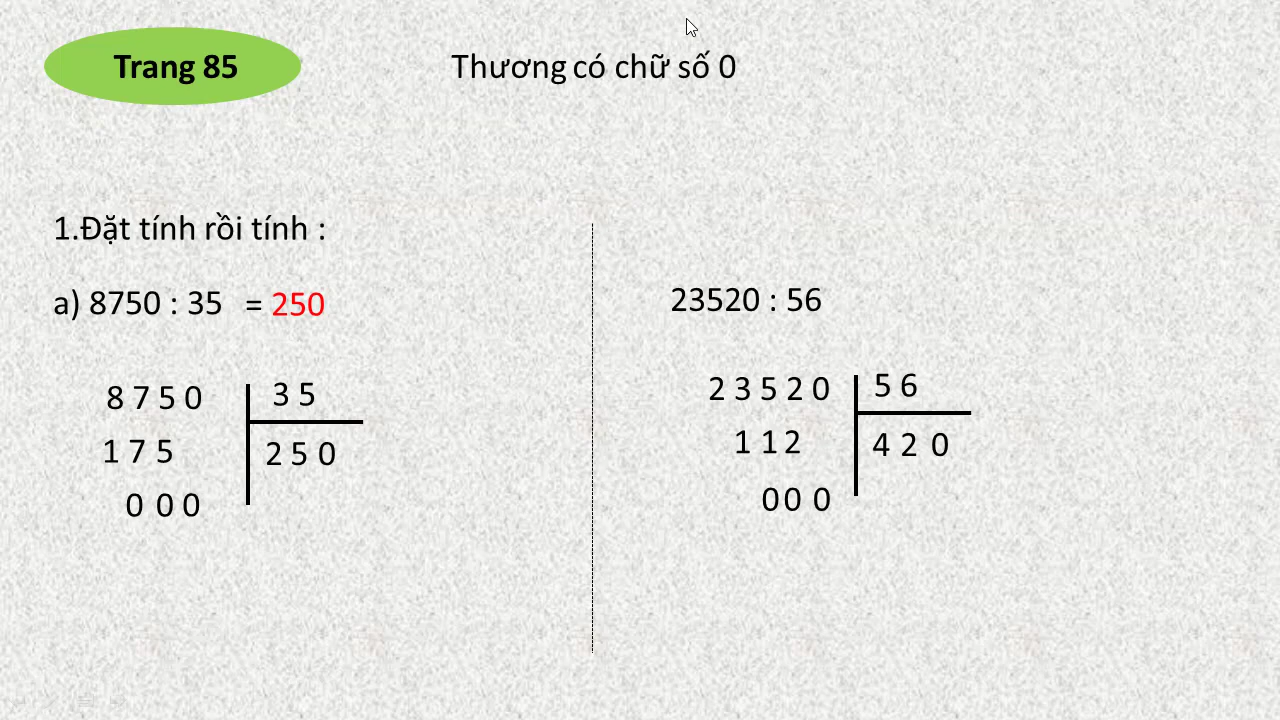 Trang 85
Thương có chữ số 0
1.Đặt tính rồi tính :
a) 8750 : 35 = 250
8 7 5 0 3 5
1 7 5 2 5 0
0 0 0
23520 : 56
2 3 5 2 0 5 6
1 1 2 4 2 0
0 0 0